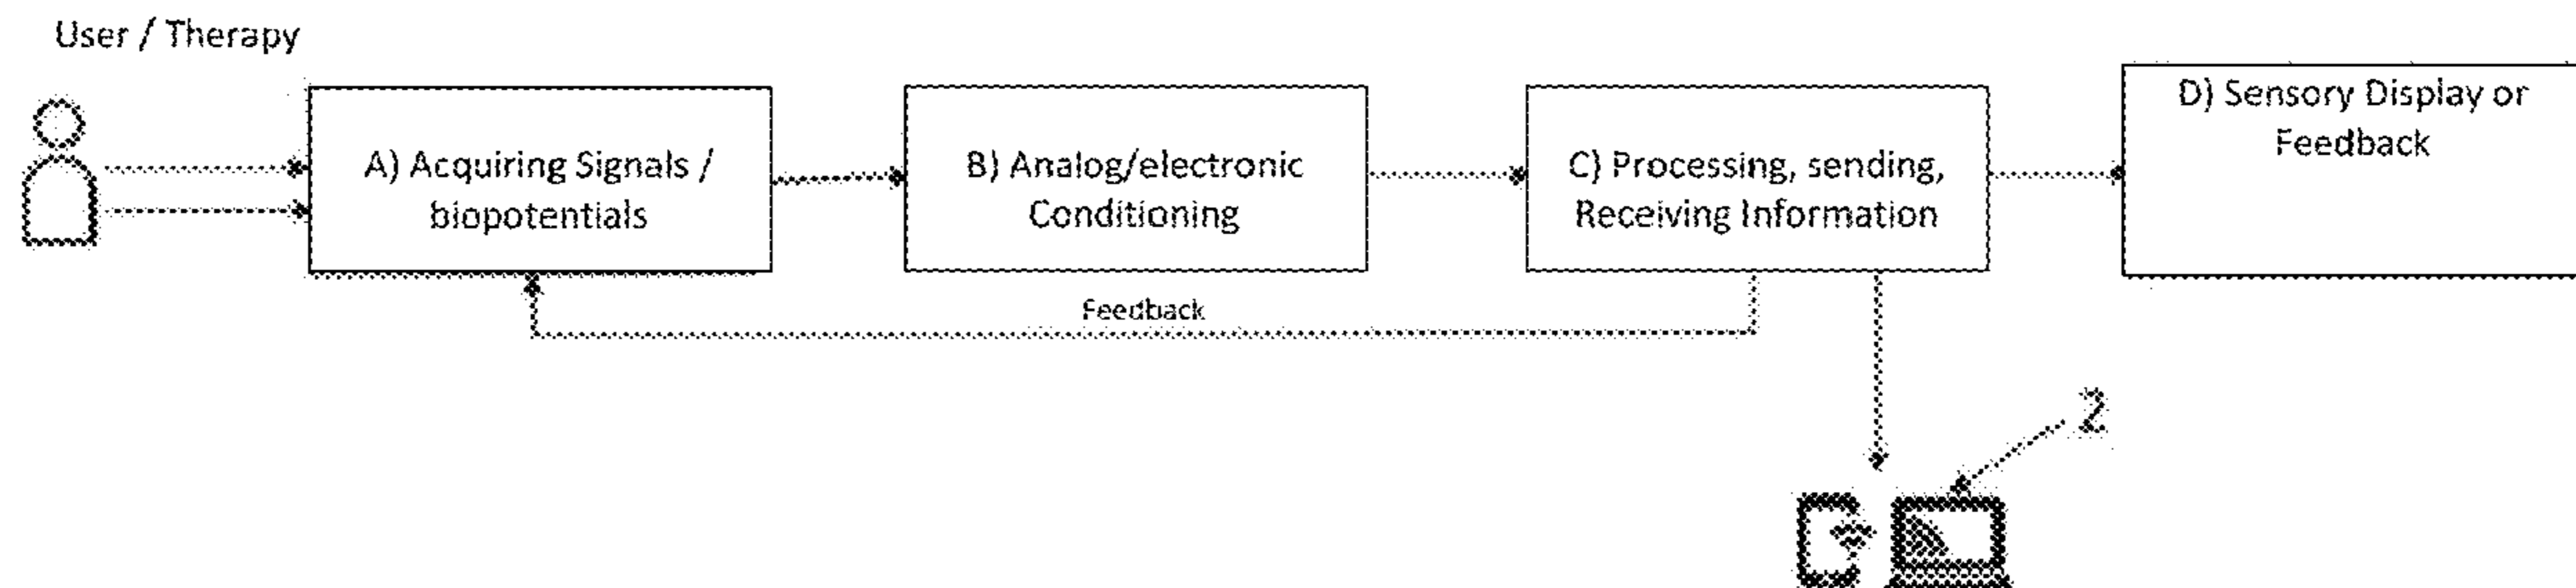 User / Therapy
A) Acquiring Signals /
biopotentials
B) Analog/electronic
Conditioning
C) Processing, sending,
Receiving Information
D) Sensory Display or
Feedback
Feedback
2